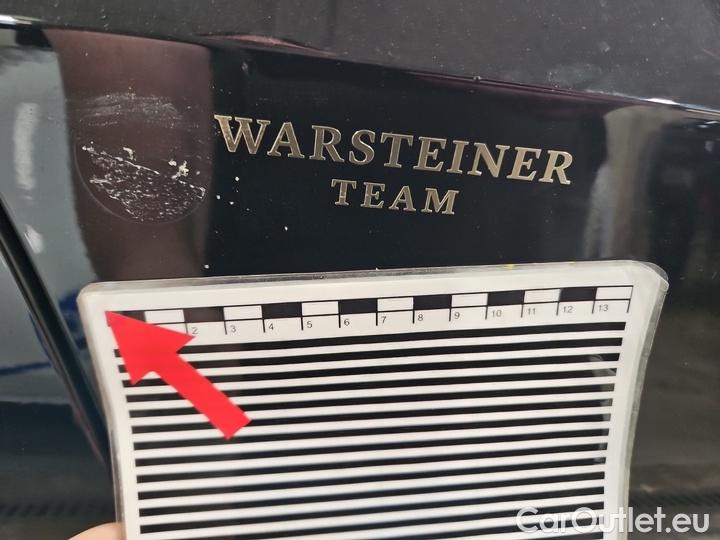 WARSTEINER
TEAM
2 3 4 5 6 7 8 9 10 11 12 13
CarOutlet.eu